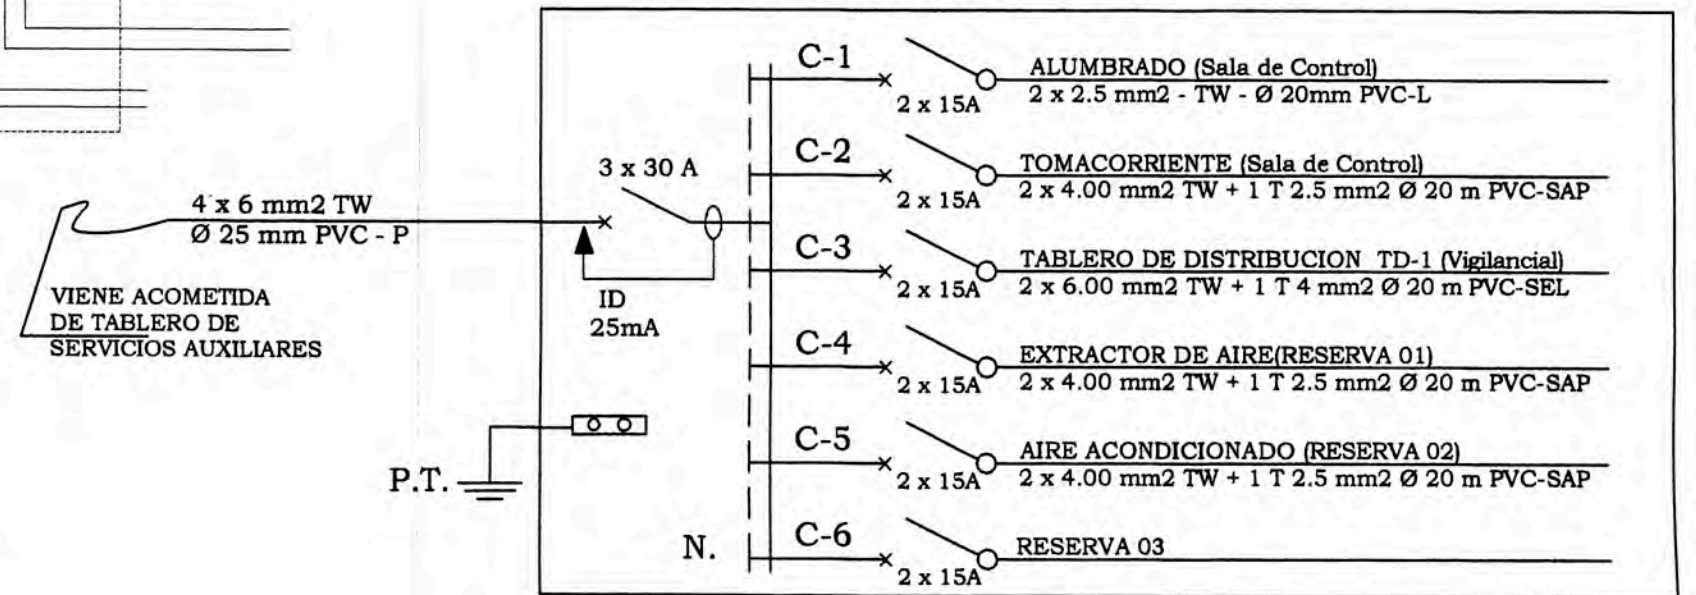 4 x 6 mm2 TW
Ø 25 mm PVC - P
VIENE ACOMETIDA
DE TABLERO DE
SERVICIOS AUXILIARES
P.T.
3 x 30 A
ID
25mA
N.
C-1
2 x 15A
ALUMBRADO (Sala de Control)
2 x 2.5 mm2 - TW - Ø 20mm PVC-L
C-2
2 x 15A
TOMACORRIENTE (Sala de Control)
2 x 4.00 mm2 TW + 1 T 2.5 mm2 Ø 20 m PVC-SAP
C-3
2 x 15A
TABLERO DE DISTRIBUCION TD-1 (Vigilancial)
2 x 6.00 mm2 TW + 1 T 4 mm2 Ø 20 m PVC-SEL
C-4
2 x 15A
EXTRACTOR DE AIRE(RESERVA 01)
2 x 4.00 mm2 TW + 1 T 2.5 mm2 Ø 20 m PVC-SAP
C-5
2 x 15A
AIRE ACONDICIONADO (RESERVA 02)
2 x 4.00 mm2 TW + 1 T 2.5 mm2 Ø 20 m PVC-SAP
C-6
2 x 15A
RESERVA 03